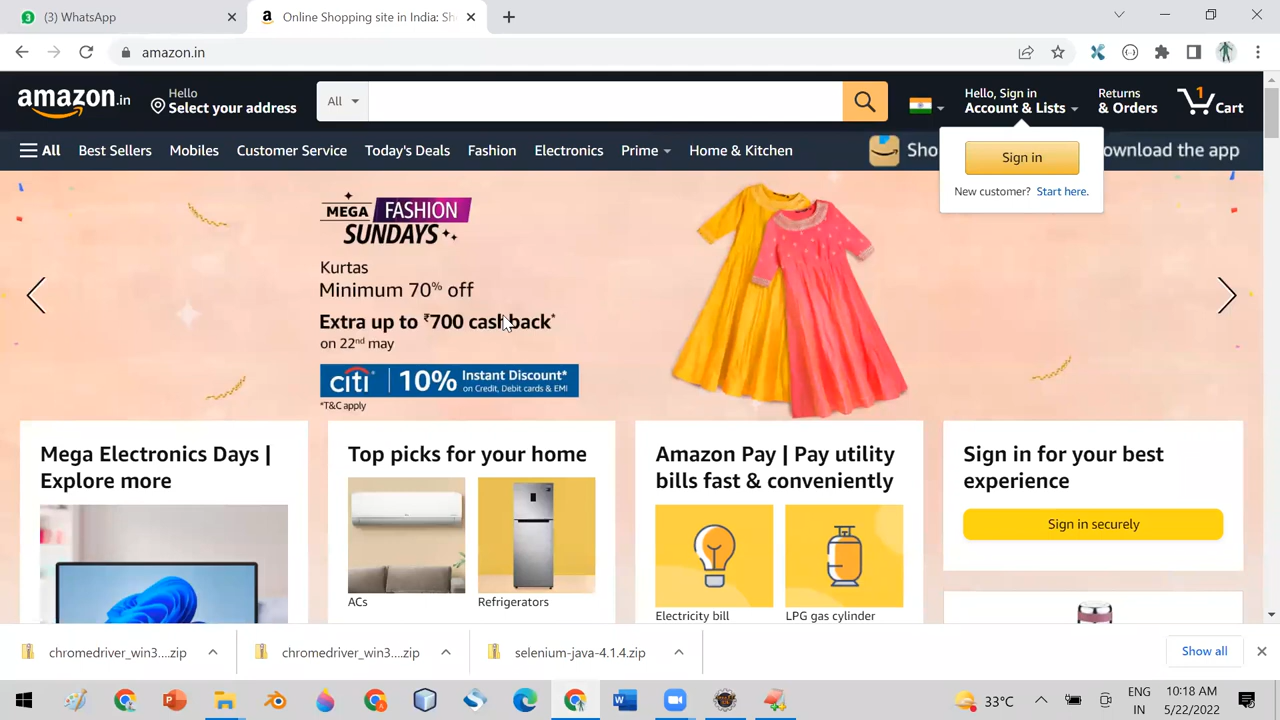 (3) WhatsApp
Online Shopping site in India: Sh
amazon.in
amazon.in
Hello
Select your address
All
Hello, Sign in
Account & Lists
Returns
& Orders
1
Cart
All
Best Sellers
Mobiles
Customer Service
Today's Deals
Fashion
Electronics
Prime
Home & Kitchen
Sho
ownload the app
Sign in
New customer? Start here.
MEGA FASHION
SUNDAYS
Kurtas
Minimum 70% off
Extra up to ₹700 cashback*
on 22nd may
citi 10% Instant Discount*
on Credit, Debit cards & EMI
*T&C apply
Mega Electronics Days |
Explore more
Top picks for your home
ACs
Refrigerators
Amazon Pay | Pay utility
bills fast & conveniently
Electricity bill
LPG gas cylinder
Sign in for your best
experience
Sign in securely
chromedriver_win3....zip
chromedriver_win3....zip
selenium-java-4.1.4.zip
Show all
33°C
ENG
IN
10:18 AM
5/22/2022